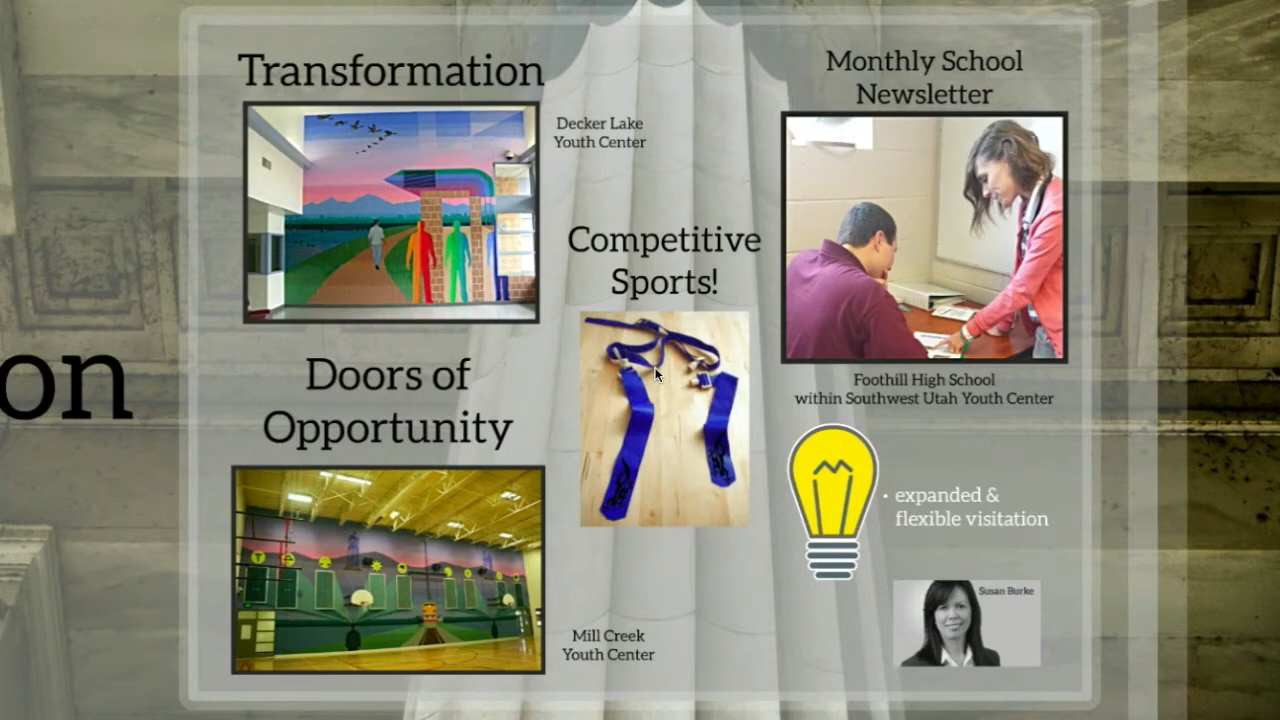 Transformation
Decker Lake
Youth Center
Monthly School
Newsletter
Competitive
Sports!
Foothill High School
within Southwest Utah Youth Center
on
Doors of
Opportunity
• expanded &
flexible visitation
Susan Burke
Mill Creek
Youth Center